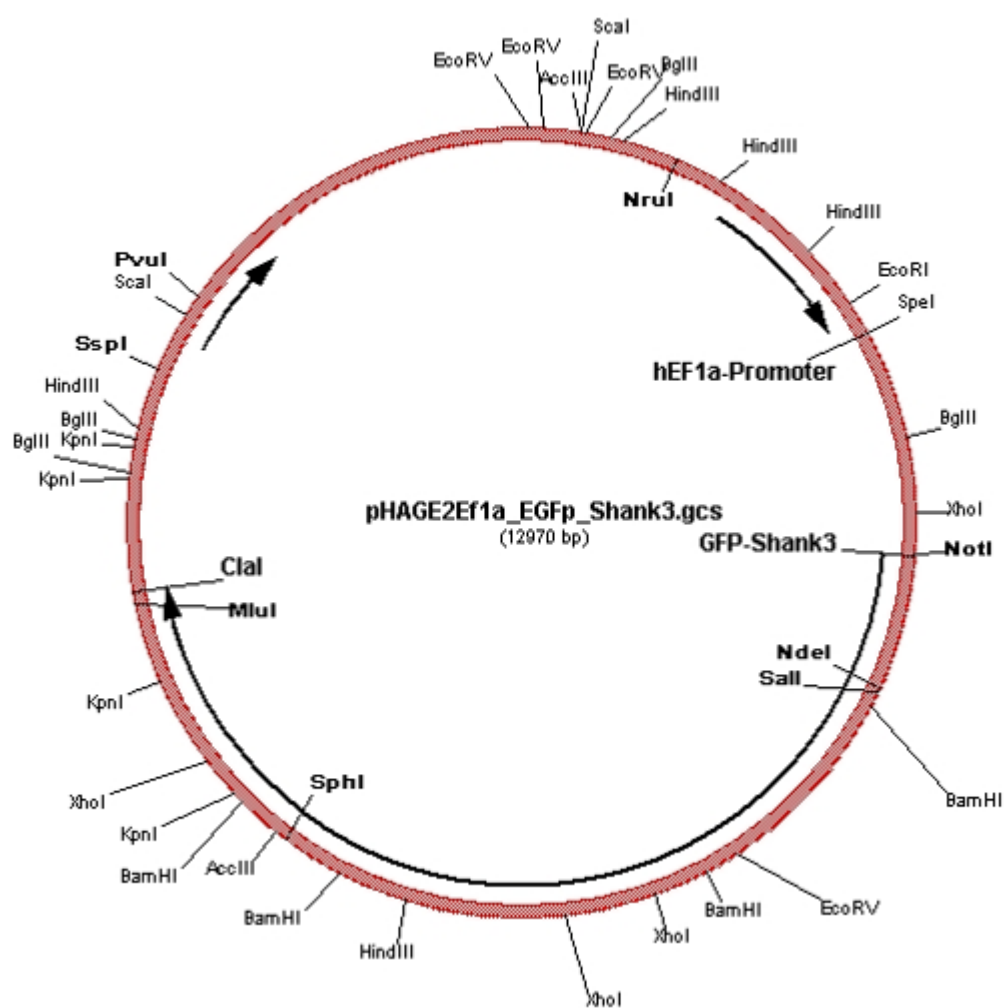 ScaI
EcoRV
EcoRV
AccIII
EcoRV
BglII
HindIII
HindIII
NruI
HindIII
EcoRI
SpeI
hEF1a-Promoter
BglII
XhoI
NotI
GFP-Shank3
pHAGE2Ef1a_EGFp_Shank3.gcs
(12970 bp)
NdeI
SalI
BamHI
EcoRV
BamHI
XhoI
XhoI
HindIII
BamHI
SphI
AccIII
BamHI
KpnI
XhoI
KpnI
MluI
ClaI
KpnI
BglII
KpnI
BglII
HindIII
SspI
ScaI
PvuI